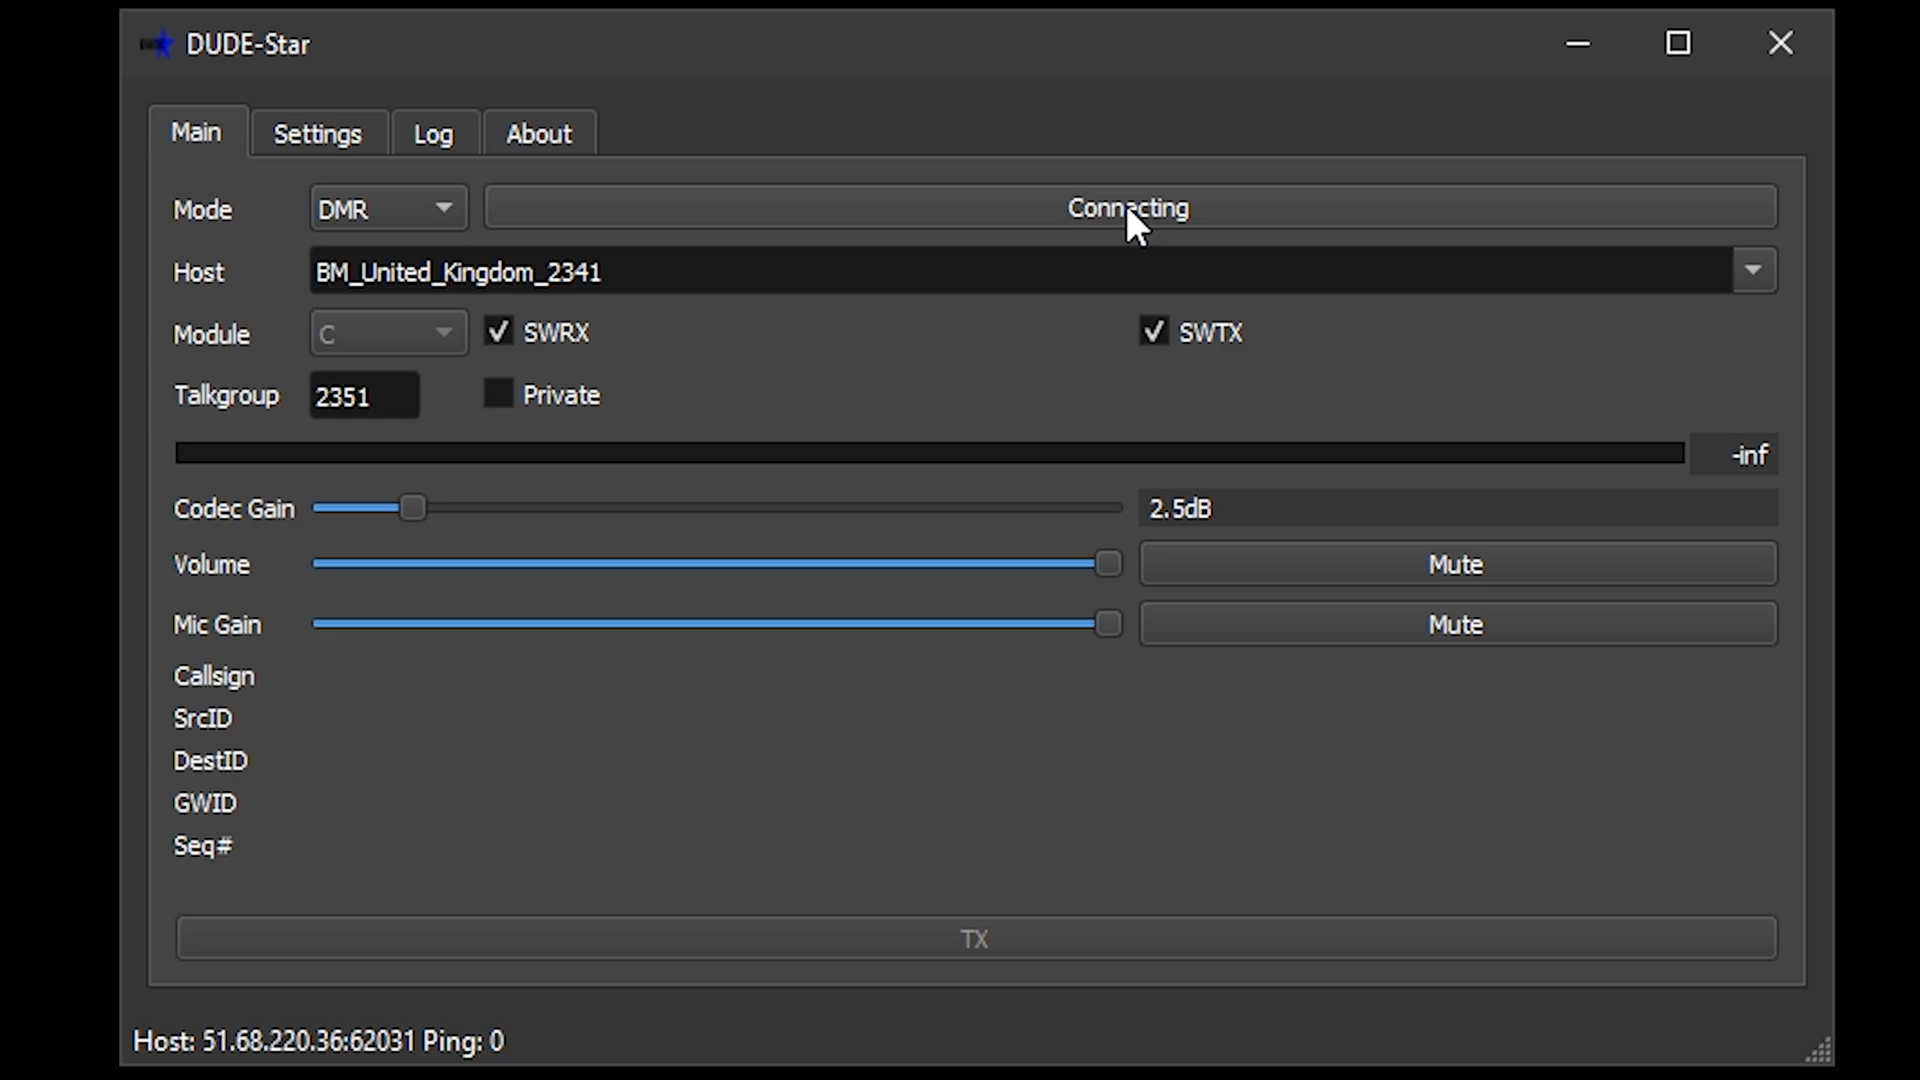 DUDE-Star
Main Settings Log About
Mode DMR Connecting
Host BM_United_Kingdom_2341
Module C SWRX SWTX
Talkgroup 2351 Private
-inf
Codec Gain 2.5dB
Volume Mute
Mic Gain Mute
Callsign
SrcID
DestID
GWID
Seq#
TX
Host: 51.68.220.36:62031 Ping: 0